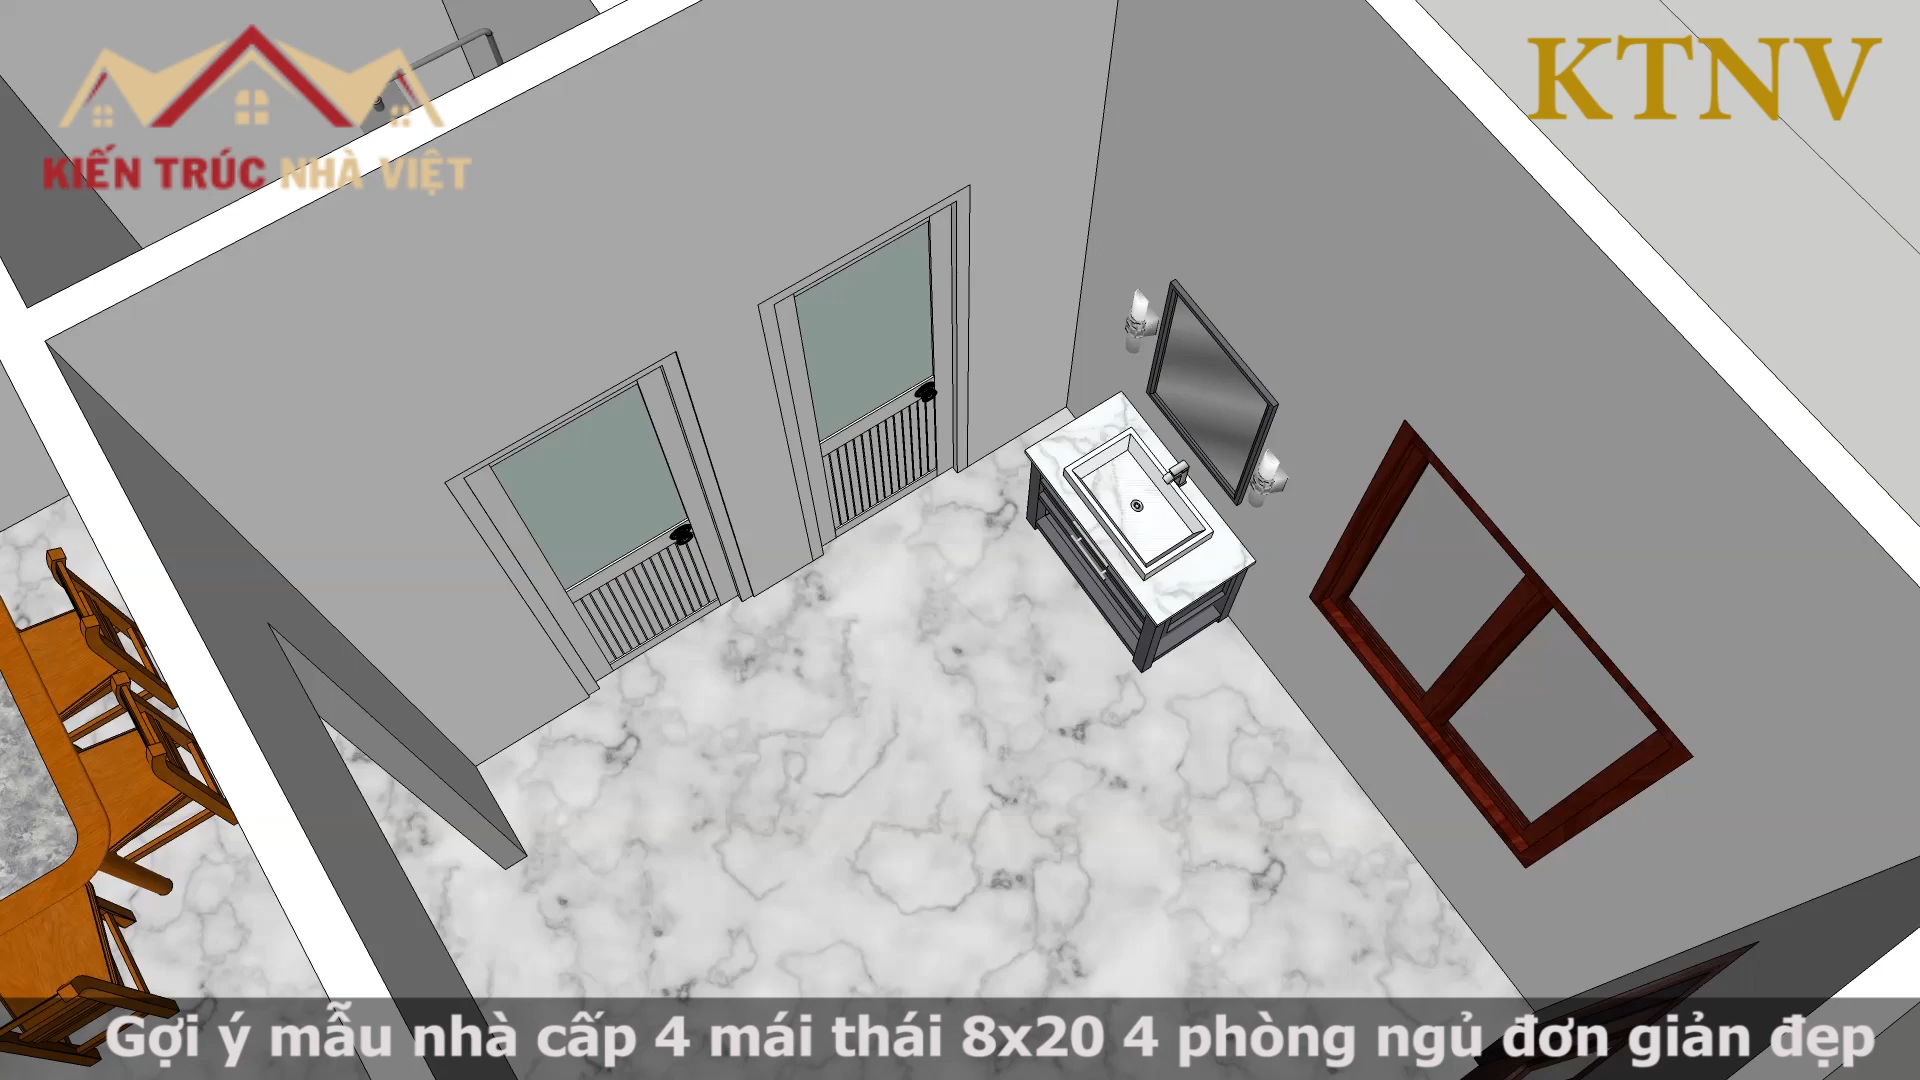 KIẾN TRÚC NHÀ VIỆT
KTNV
Gợi ý mẫu nhà cấp 4 mái thái 8x20 4 phòng ngủ đơn giản đẹp